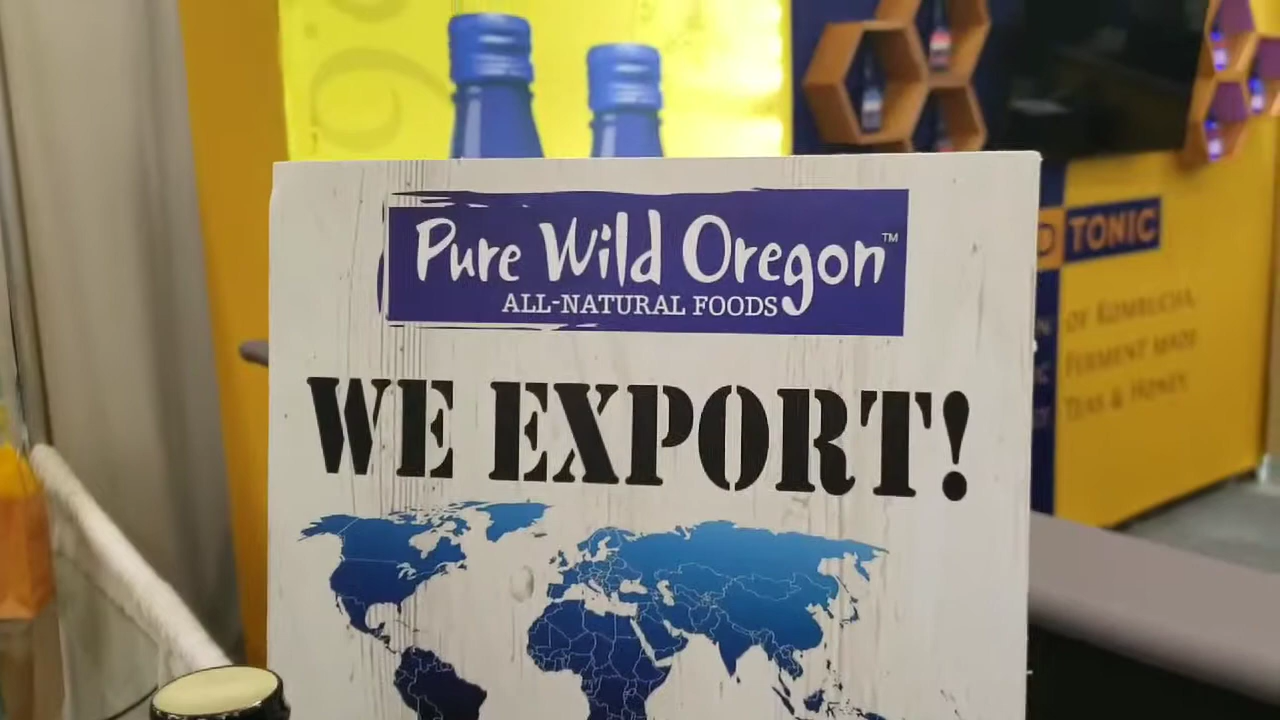 Pure Wild Oregon™
ALL-NATURAL FOODS
WE EXPORT!
TONIC
OF KOMBUCHA,
FERMENT MADE
TEAS & HONEY